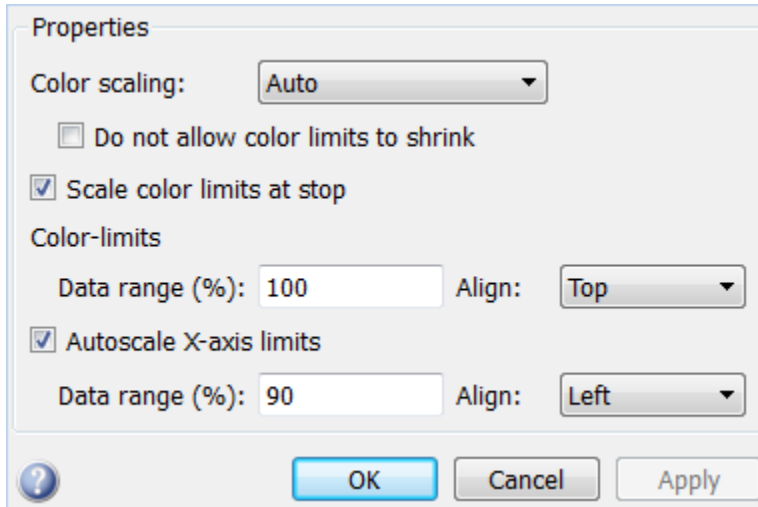 Properties
Color scaling: Auto
Do not allow color limits to shrink
Scale color limits at stop
Color-limits
Data range (%): 100 Align: Top
Autoscale X-axis limits
Data range (%): 90 Align: Left
? OK Cancel Apply